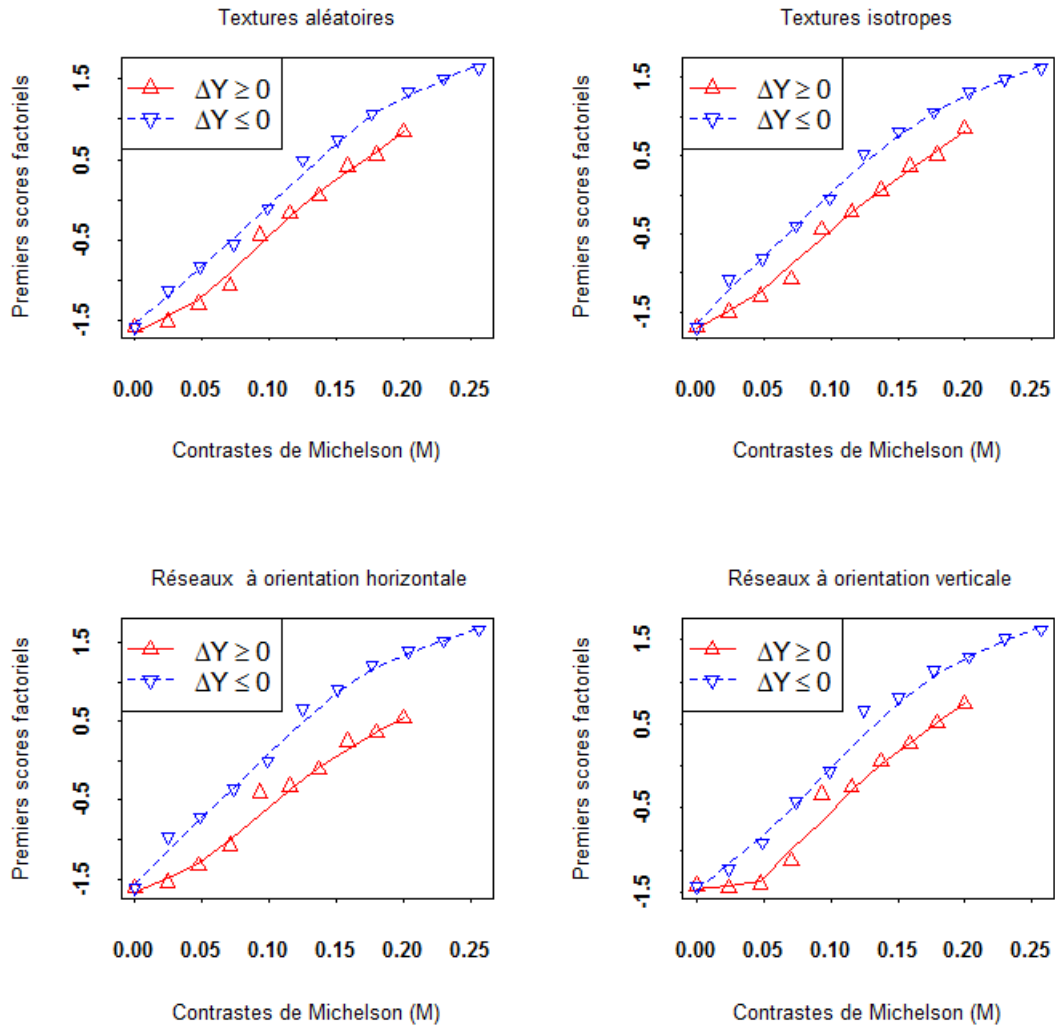 Textures aléatoires
Premiers scores factoriels
1.5
0.5
-0.5
-1.5
ΔY ≥ 0
ΔY ≤ 0
0.00 0.05 0.10 0.15 0.20 0.25
Contrastes de Michelson (M)
Textures isotropes
Premiers scores factoriels
1.5
0.5
-0.5
-1.5
ΔY ≥ 0
ΔY ≤ 0
0.00 0.05 0.10 0.15 0.20 0.25
Contrastes de Michelson (M)
Réseaux à orientation horizontale
Premiers scores factoriels
1.5
0.5
-0.5
-1.5
ΔY ≥ 0
ΔY ≤ 0
0.00 0.05 0.10 0.15 0.20 0.25
Contrastes de Michelson (M)
Réseaux à orientation verticale
Premiers scores factoriels
1.5
0.5
-0.5
-1.5
ΔY ≥ 0
ΔY ≤ 0
0.00 0.05 0.10 0.15 0.20 0.25
Contrastes de Michelson (M)